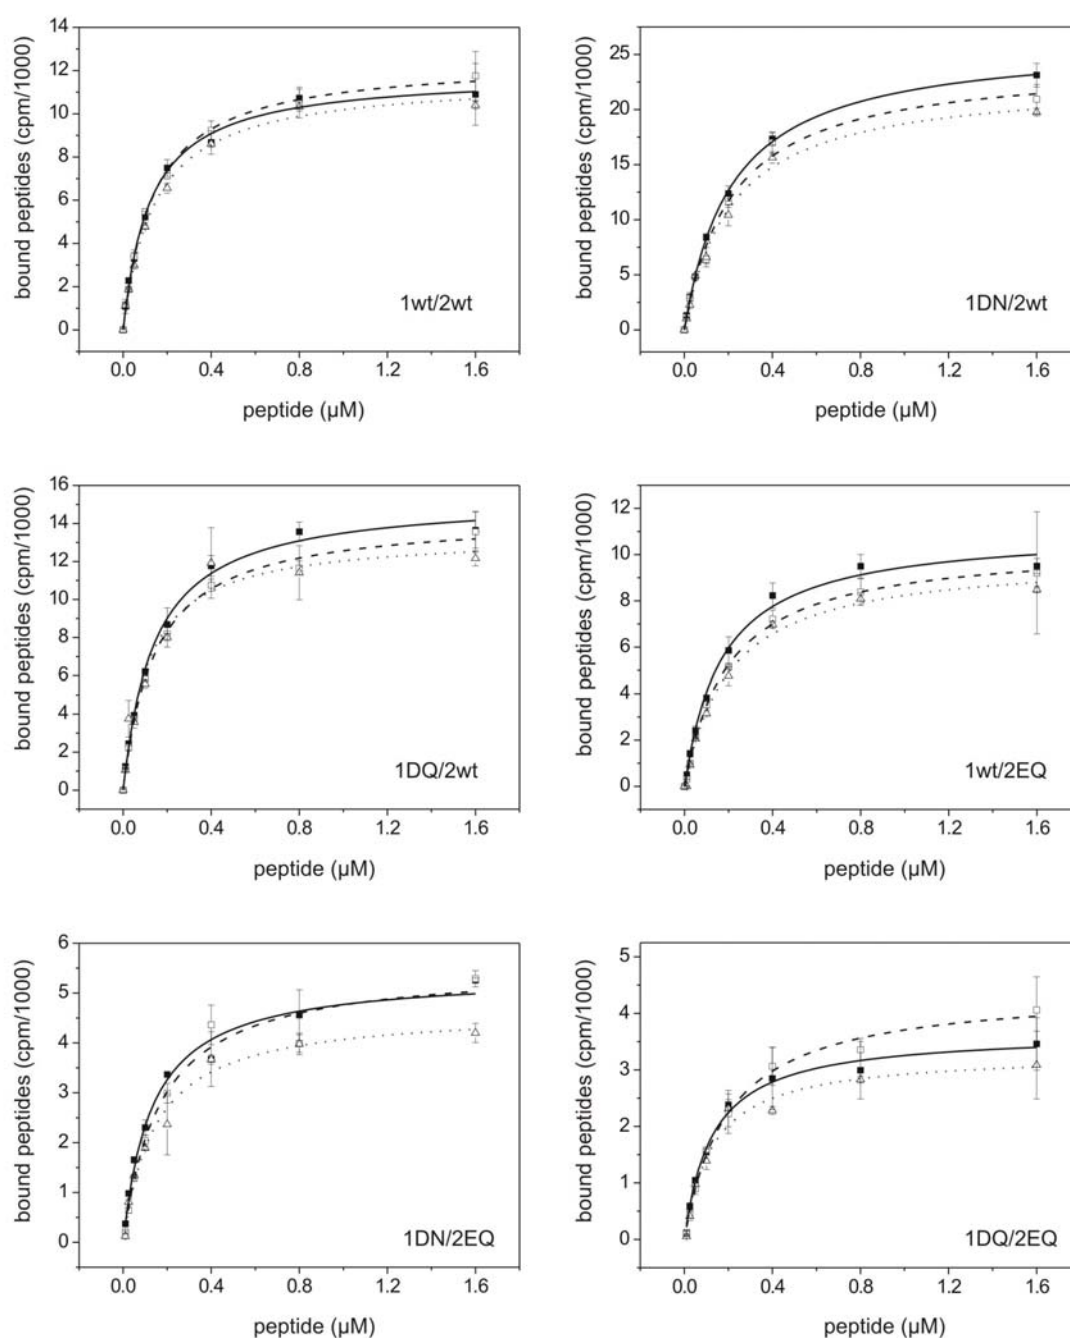 14
12
10
8
6
4
2
0
bound peptides (cpm/1000)
1wt/2wt
0.0 0.4 0.8 1.2 1.6
peptide (µM)
25
20
15
10
5
0
bound peptides (cpm/1000)
1DN/2wt
0.0 0.4 0.8 1.2 1.6
peptide (µM)
16
14
12
10
8
6
4
2
0
bound peptides (cpm/1000)
1DQ/2wt
0.0 0.4 0.8 1.2 1.6
peptide (µM)
12
10
8
6
4
2
0
bound peptides (cpm/1000)
1wt/2EQ
0.0 0.4 0.8 1.2 1.6
peptide (µM)
6
5
4
3
2
1
0
bound peptides (cpm/1000)
1DN/2EQ
0.0 0.4 0.8 1.2 1.6
peptide (µM)
5
4
3
2
1
0
bound peptides (cpm/1000)
1DQ/2EQ
0.0 0.4 0.8 1.2 1.6
peptide (µM)